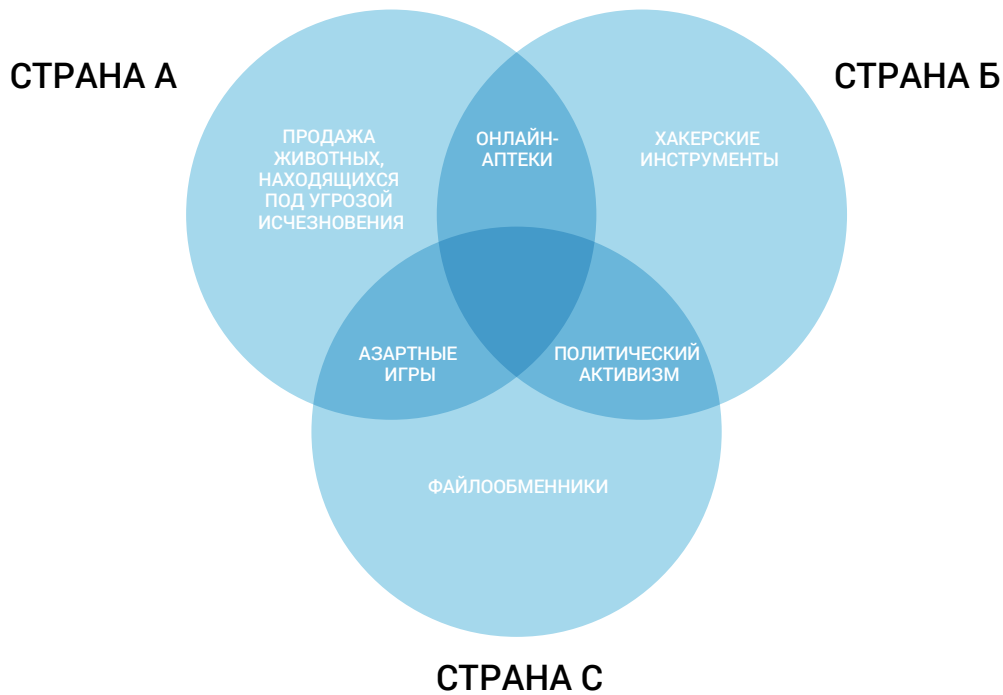 СТРАНА А
СТРАНА Б
ПРОДАЖА
ЖИВОТНЫХ,
НАХОДЯЩИХСЯ
ПОД УГРОЗОЙ
ИСЧЕЗНОВЕНИЯ
ОНЛАЙН-
АПТЕКИ
ХАКЕРСКИЕ
ИНСТРУМЕНТЫ
АЗАРТНЫЕ
ИГРЫ
ПОЛИТИЧЕСКИЙ
АКТИВИЗМ
ФАЙЛООБМЕННИКИ
СТРАНА С